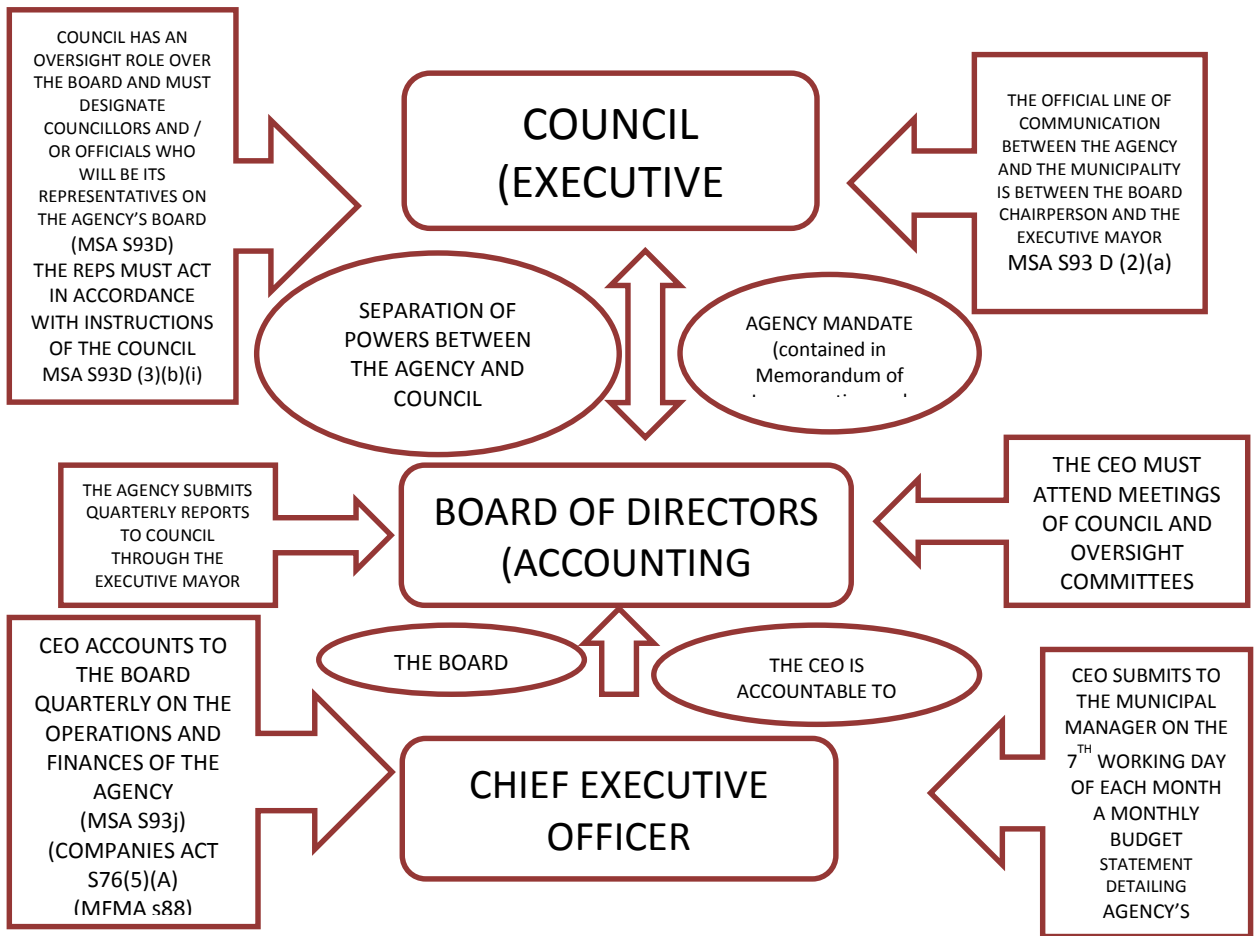 COUNCIL HAS AN
OVERSIGHT ROLE OVER
THE BOARD AND MUST
DESIGNATE
COUNCILLORS AND /
OR OFFICIALS WHO
WILL BE ITS
REPRESENTATIVES ON
THE AGENCY'S BOARD
(MSA S93D)
THE REPS MUST ACT
IN ACCORDANCE
WITH INSTRUCTIONS
OF THE COUNCIL
MSA S93D (3)(b)(i)
COUNCIL
(EXECUTIVE
THE OFFICIAL LINE OF
COMMUNICATION
BETWEEN THE AGENCY
AND THE MUNICIPALITY
IS BETWEEN THE BOARD
CHAIRPERSON AND THE
EXECUTIVE MAYOR
MSA S93 D (2)(a)
SEPARATION OF
POWERS BETWEEN
THE AGENCY AND
COUNCIL
AGENCY MANDATE
(contained in
Memorandum of
THE AGENCY SUBMITS
QUARTERLY REPORTS
TO COUNCIL
THROUGH THE
EXECUTIVE MAYOR
BOARD OF DIRECTORS
(ACCOUNTING
THE CEO MUST
ATTEND MEETINGS
OF COUNCIL AND
OVERSIGHT
COMMITTEES
THE BOARD
THE CEO IS
ACCOUNTABLE TO
CEO ACCOUNTS TO
THE BOARD
QUARTERLY ON THE
OPERATIONS AND
FINANCES OF THE
AGENCY
(MSA S93j)
(COMPANIES ACT
S76(5)(A)
(MFMA s88)
CHIEF EXECUTIVE
OFFICER
CEO SUBMITS TO
THE MUNICIPAL
MANAGER ON THE
7TH WORKING DAY
OF EACH MONTH
A MONTHLY
BUDGET
STATEMENT
DETAILING
AGENCY'S